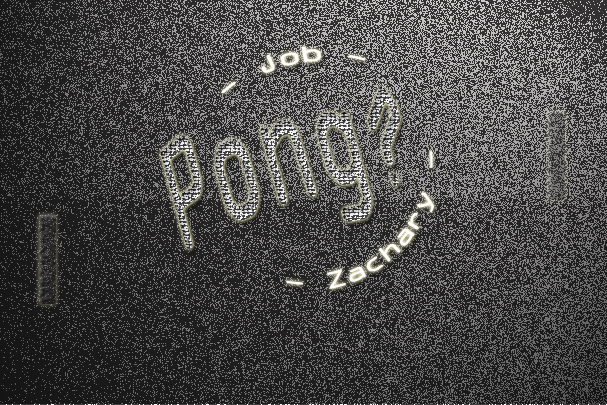 – Job –
Pong?
– Zachary –